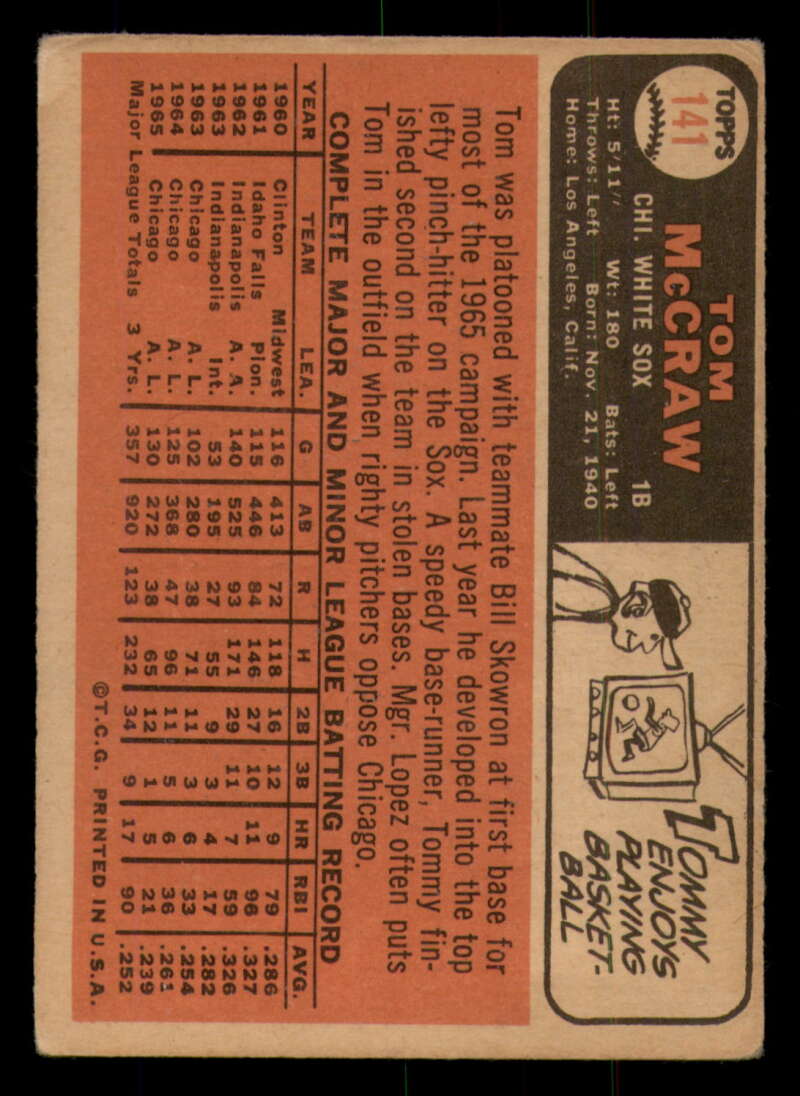 TOPPS
141
TOM
McCRAW
CHI. WHITE SOX 1B
Ht: 5'11" Wt: 180 Bats: Left
Throws: Left Born: Nov. 21, 1940
Home: Los Angeles, Calif.
TOMMY
ENJOYS
PLAYING
BASKET-
BALL
Tom was platooned with teammate Bill Skowron at first base for
most of the 1965 campaign. Last year he developed into the top
lefty pinch-hitter on the Sox. A speedy base-runner, Tommy fin-
ished second on the team in stolen bases. Mgr. Lopez often puts
Tom in the outfield when righty pitchers oppose Chicago.
COMPLETE MAJOR AND MINOR LEAGUE BATTING RECORD
YEAR TEAM LEA. G AB R H 2B 3B HR RBI AVG.
1960 Clinton Midwest 116 413 72 118 16 12 9 79 .286
1961 Idaho Falls Pion. 115 446 84 146 27 10 11 96 .327
1962 Indianapolis A. A. 140 525 93 171 29 11 7 59 .326
1963 Indianapolis Int. 53 195 27 55 9 3 4 17 .282
1963 Chicago A. L. 102 280 38 71 11 3 6 33 .254
1964 Chicago A. L. 125 368 47 96 11 5 6 36 .261
1965 Chicago A. L. 130 272 38 65 12 1 5 21 .239
Major League Totals 3 Yrs. 357 920 123 232 34 9 17 90 .252
©T.C.G. PRINTED IN U.S.A.